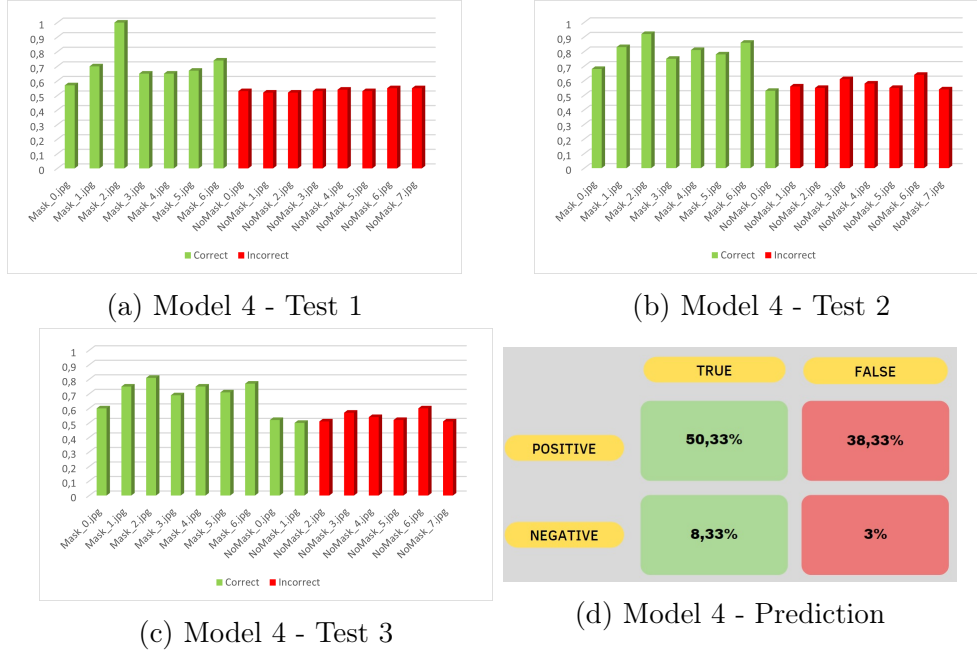 1
0,9
0,8
0,7
0,6
0,5
0,4
0,3
0,2
0,1
0
Mask_0.jpg
Mask_1.jpg
Mask_2.jpg
Mask_3.jpg
Mask_4.jpg
Mask_5.jpg
Mask_6.jpg
NoMask_0.jpg
NoMask_1.jpg
NoMask_2.jpg
NoMask_3.jpg
NoMask_4.jpg
NoMask_5.jpg
NoMask_6.jpg
NoMask_7.jpg
Correct Incorrect
(a) Model 4 - Test 1
1
0,9
0,8
0,7
0,6
0,5
0,4
0,3
0,2
0,1
0
Mask_0.jpg
Mask_1.jpg
Mask_2.jpg
Mask_3.jpg
Mask_4.jpg
Mask_5.jpg
Mask_6.jpg
NoMask_0.jpg
NoMask_1.jpg
NoMask_2.jpg
NoMask_3.jpg
NoMask_4.jpg
NoMask_5.jpg
NoMask_6.jpg
NoMask_7.jpg
Correct Incorrect
(b) Model 4 - Test 2
1
0,9
0,8
0,7
0,6
0,5
0,4
0,3
0,2
0,1
0
Mask_0.jpg
Mask_1.jpg
Mask_2.jpg
Mask_3.jpg
Mask_4.jpg
Mask_5.jpg
Mask_6.jpg
NoMask_0.jpg
NoMask_1.jpg
NoMask_2.jpg
NoMask_3.jpg
NoMask_4.jpg
NoMask_5.jpg
NoMask_6.jpg
NoMask_7.jpg
Correct Incorrect
(c) Model 4 - Test 3
TRUE FALSE
POSITIVE 50,33% 38,33%
NEGATIVE 8,33% 3%
(d) Model 4 - Prediction